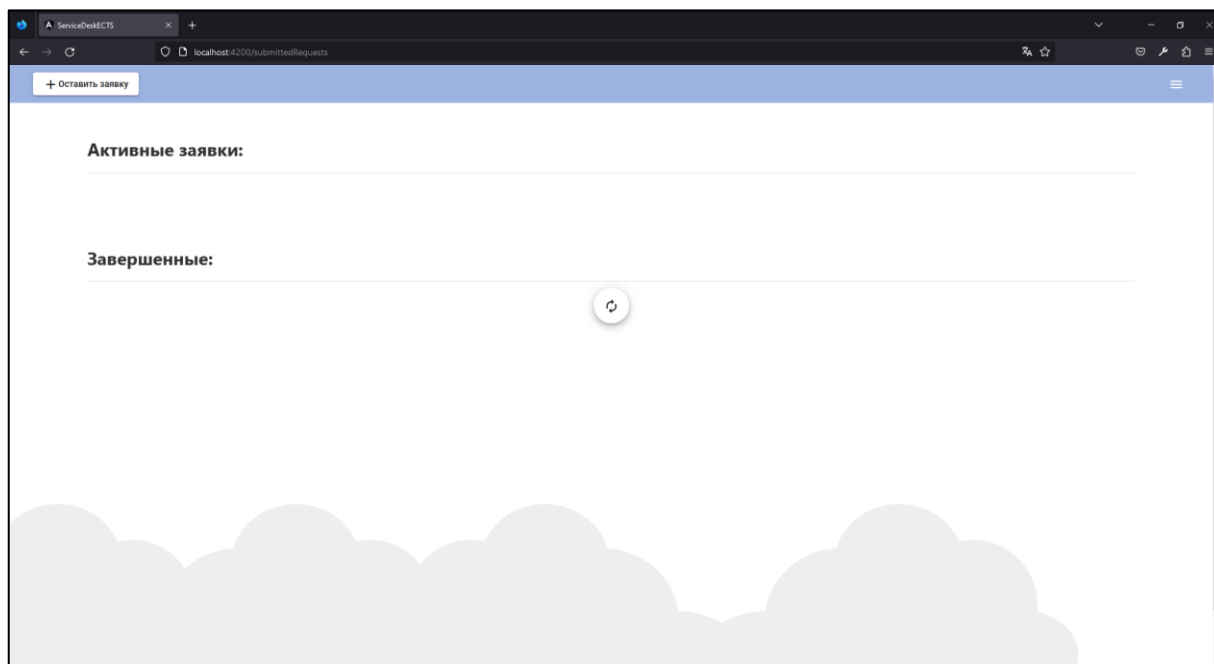 ServiceDeskECTS
localhost:4200/submittedRequests
Оставить заявку
Активные заявки:
Завершенные: